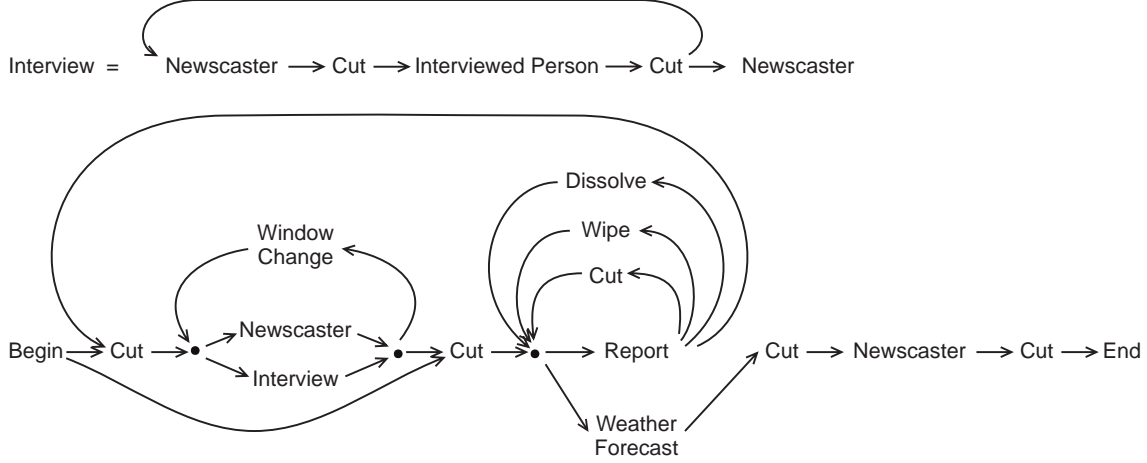 Interview = Newscaster Cut Interviewed Person Cut Newscaster
Dissolve
Wipe
Window
Change
Cut
Newscaster
Begin Cut Cut Report Cut Newscaster Cut End
Interview
Weather
Forecast